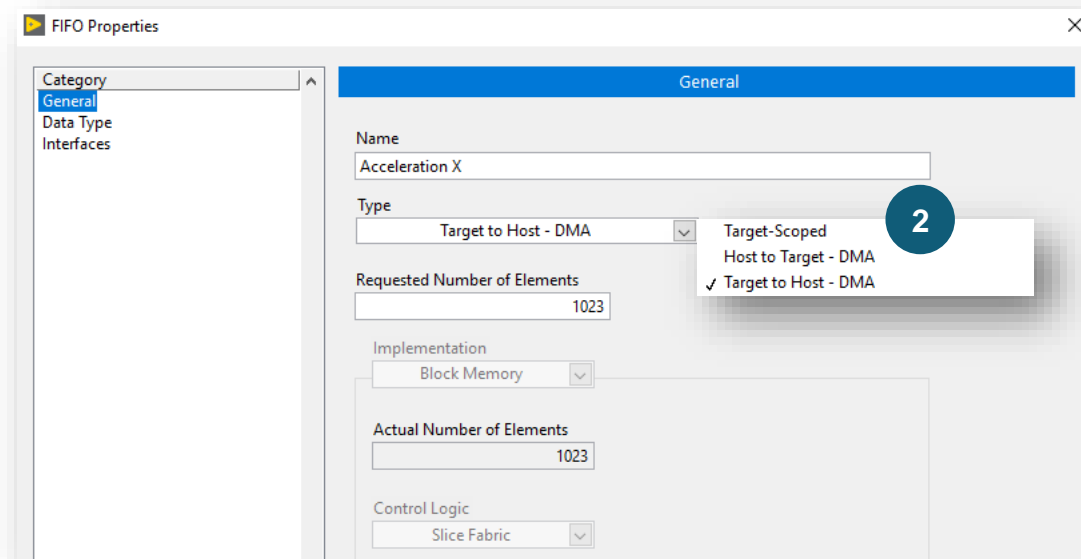 FIFO Properties
Category
General
Data Type
Interfaces
General
Name
Acceleration X
Type
Target to Host - DMA
Target-Scoped
Host to Target - DMA
Target to Host - DMA
2
Requested Number of Elements
1023
Implementation
Block Memory
Actual Number of Elements
1023
Control Logic
Slice Fabric